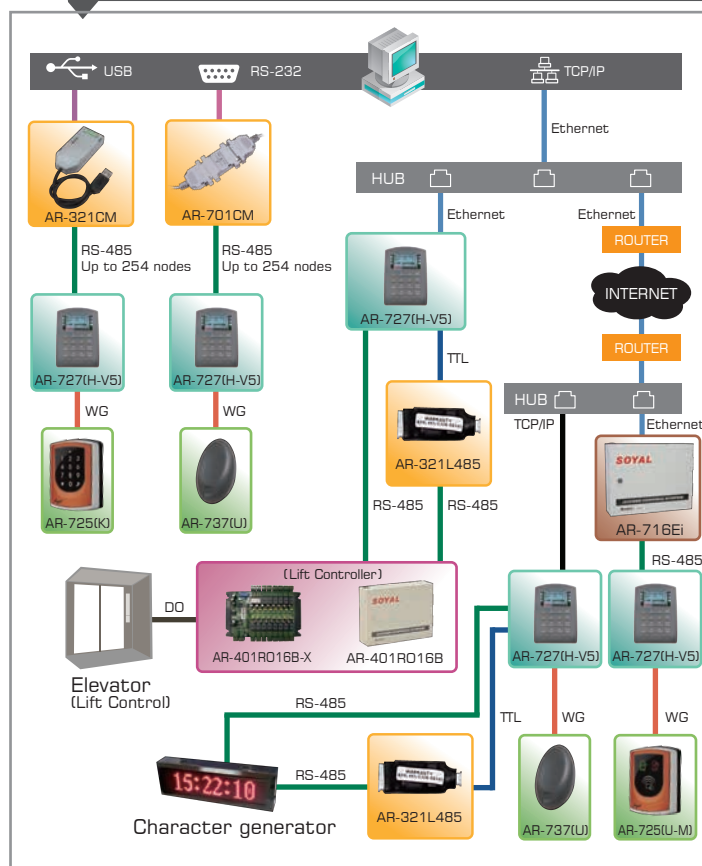 USB
RS-232
TCP/IP
Ethernet
HUB
AR-321CM
AR-701CM
Ethernet
Ethernet
RS-485
Up to 254 nodes
RS-485
Up to 254 nodes
ROUTER
INTERNET
ROUTER
AR-727(H-V5)
AR-727(H-V5)
AR-727(H-V5)
TTL
WG
WG
HUB
TCP/IP
Ethernet
WARRANTY
AR-321L485
SOYAL
AR-716Ei
AR-725(K)
AR-737(U)
RS-485
RS-485
RS-485
(Lift Controller)
SOYAL
DO
AR-401RO16B-X
AR-401RO16B
AR-727(H-V5)
AR-727(H-V5)
Elevator
(Lift Control)
RS-485
TTL
WG
WG
15:22:10
RS-485
WARRANTY
AR-321L485
Character generator
AR-737(U)
AR-725(U-M)